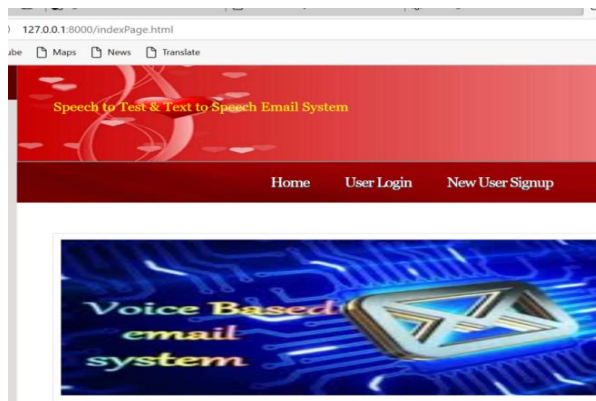 127.0.0.1:8000/indexPage.html
Maps News Translate
Speech to Test & Text to Speech Email System
Home User Login New User Signup
Voice Based
email
system